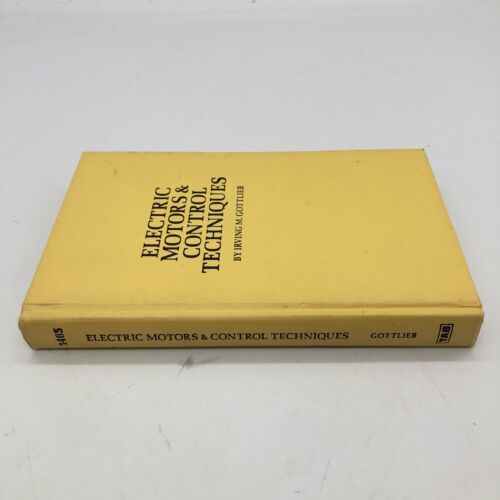 ELECTRIC
MOTORS &
CONTROL
TECHNIQUES
BY IRVING M. GOTTLIEB
1465
ELECTRIC MOTORS & CONTROL TECHNIQUES
GOTTLIEB
TAB